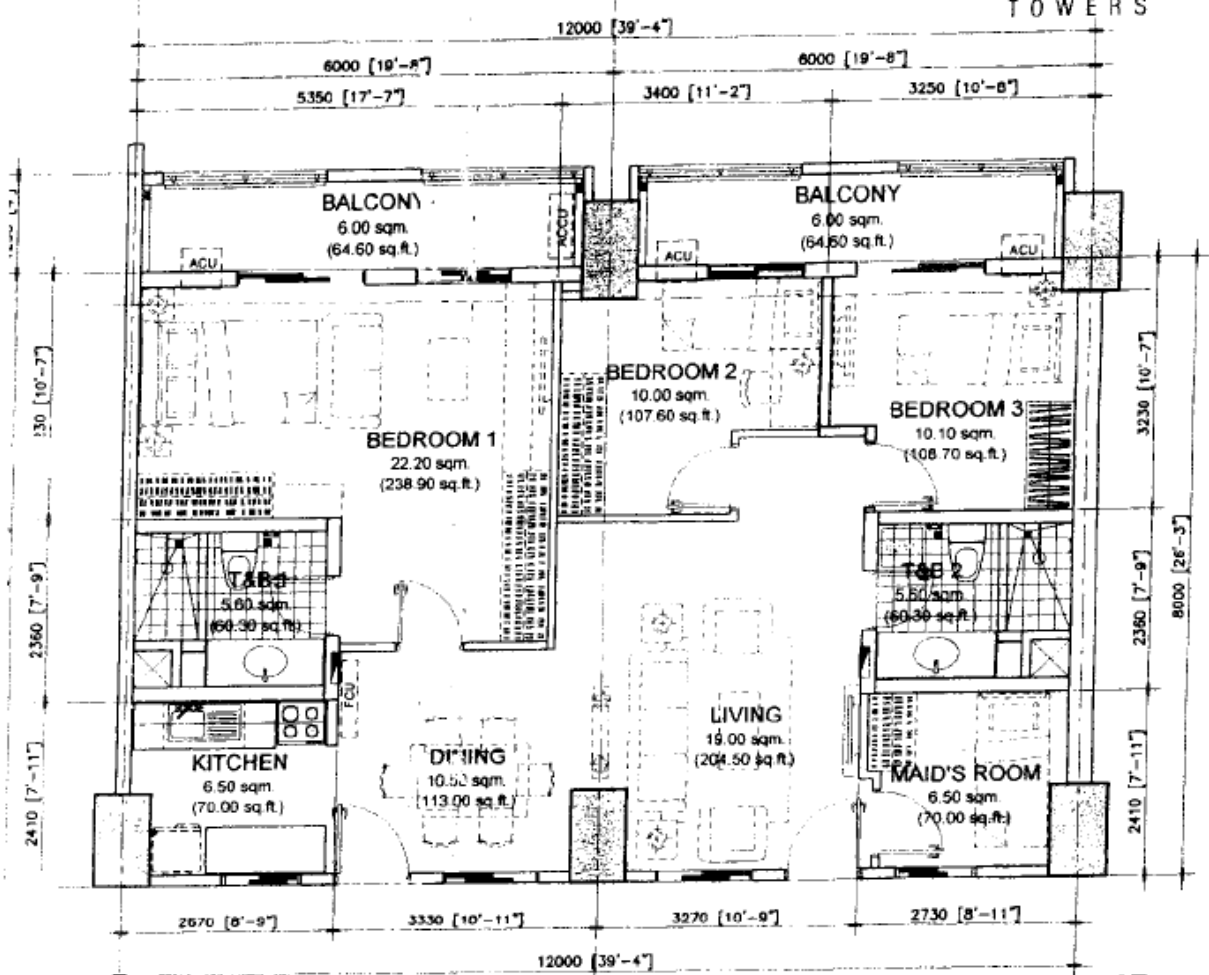 TOWERS
12000 [39'-4"]
6000 [19'-8"]
6000 [19'-8"]
5350 [17'-7"]
3400 [11'-2"]
3250 [10'-8"]
BALCONY
6.00 sqm.
(64.60 sq.ft.)
ACU
ACCU
BALCONY
6.00 sqm.
(64.60 sq.ft.)
ACU
ACU
BEDROOM 1
22.20 sqm.
(238.90 sq.ft.)
BEDROOM 2
10.00 sqm.
(107.60 sq.ft.)
BEDROOM 3
10.10 sqm.
(108.70 sq.ft.)
[10'-7"]
3230 [10'-7"]
T&B 1
5.60 sqm.
(60.30 sq.ft.)
T&B 2
5.60 sqm.
(60.30 sq.ft.)
2360 [7'-9"]
2360 [7'-9"]
8000 [26'-3"]
FCU
KITCHEN
6.50 sqm.
(70.00 sq.ft.)
DINING
10.50 sqm.
(113.00 sq.ft.)
LIVING
19.00 sqm.
(204.50 sq.ft.)
MAID'S ROOM
6.50 sqm.
(70.00 sq.ft.)
2410 [7'-11"]
2410 [7'-11"]
2670 [8'-9"]
3330 [10'-11"]
3270 [10'-9"]
2730 [8'-11"]
12000 [39'-4"]